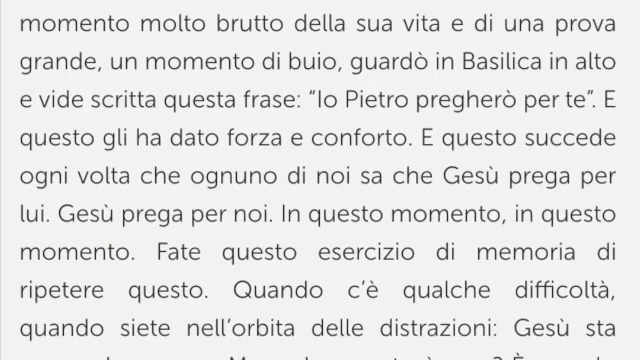 momento molto brutto della sua vita e di una prova
grande, un momento di buio, guardò in Basilica in alto
e vide scritta questa frase: “Io Pietro pregherò per te”. E
questo gli ha dato forza e conforto. E questo succede
ogni volta che ognuno di noi sa che Gesù prega per
lui. Gesù prega per noi. In questo momento, in questo
momento. Fate questo esercizio di memoria di
ripetere questo. Quando c’è qualche difficoltà,
quando siete nell’orbita delle distrazioni: Gesù sta